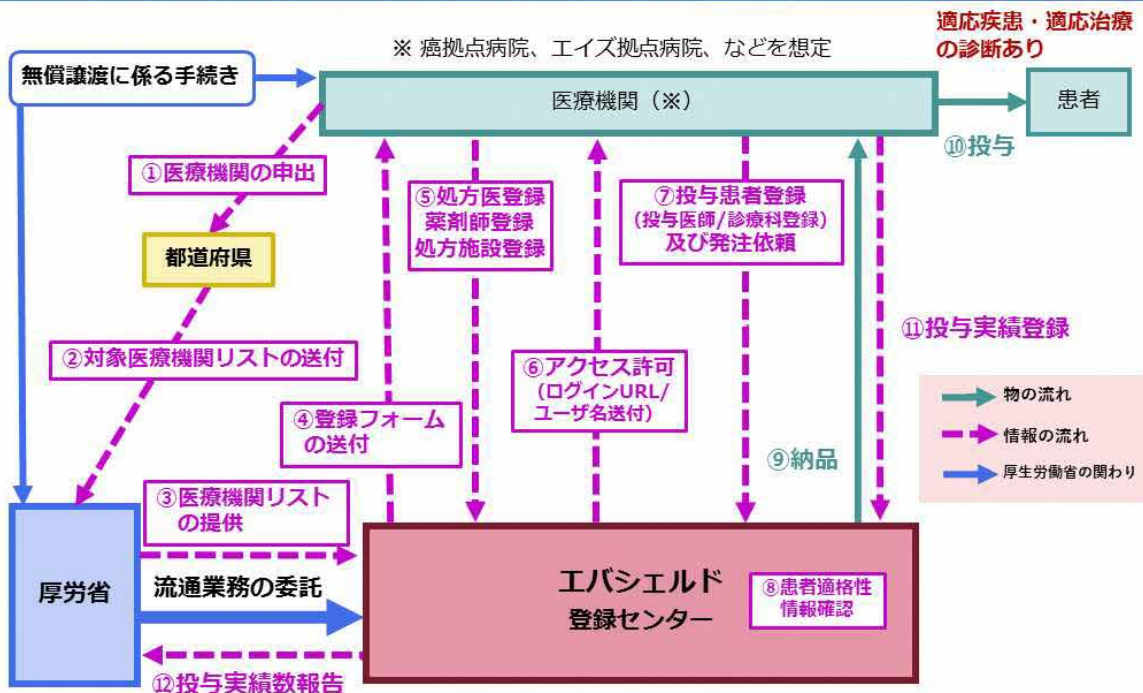 適応疾患・適応治療
の診断あり
※ 癌拠点病院、エイズ拠点病院、などを想定
無償譲渡に係る手続き
医療機関（※）
患者
⑩投与
①医療機関の申出
⑤処方医登録
薬剤師登録
処方施設登録
⑦投与患者登録
（投与医師/診療科登録）
及び発注依頼
都道府県
②対象医療機関リストの送付
⑥アクセス許可
（ログインURL/
ユーザ名送付）
⑪投与実績登録
④登録フォーム
の送付
⑨納品
物の流れ
情報の流れ
厚生労働省の関わり
③医療機関リスト
の提供
厚労省
流通業務の委託
エバシェルド
登録センター
⑧患者適格性
情報確認
⑫投与実績数報告